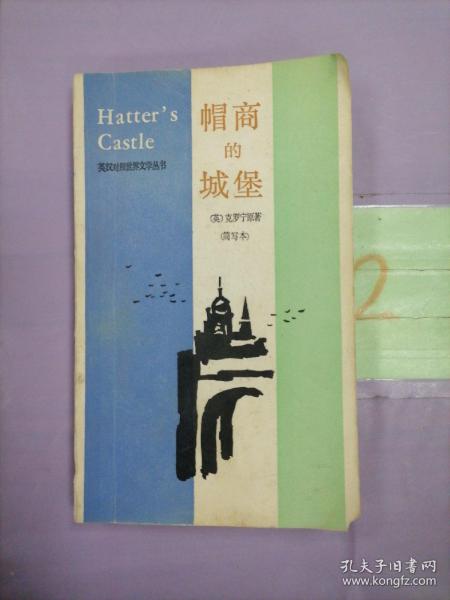 Hatter's
Castle
英汉对照世界文学丛书
帽商
的
城堡
(英)克罗宁原著
(简写本)
2
孔夫子旧书网
www.kongfz.com